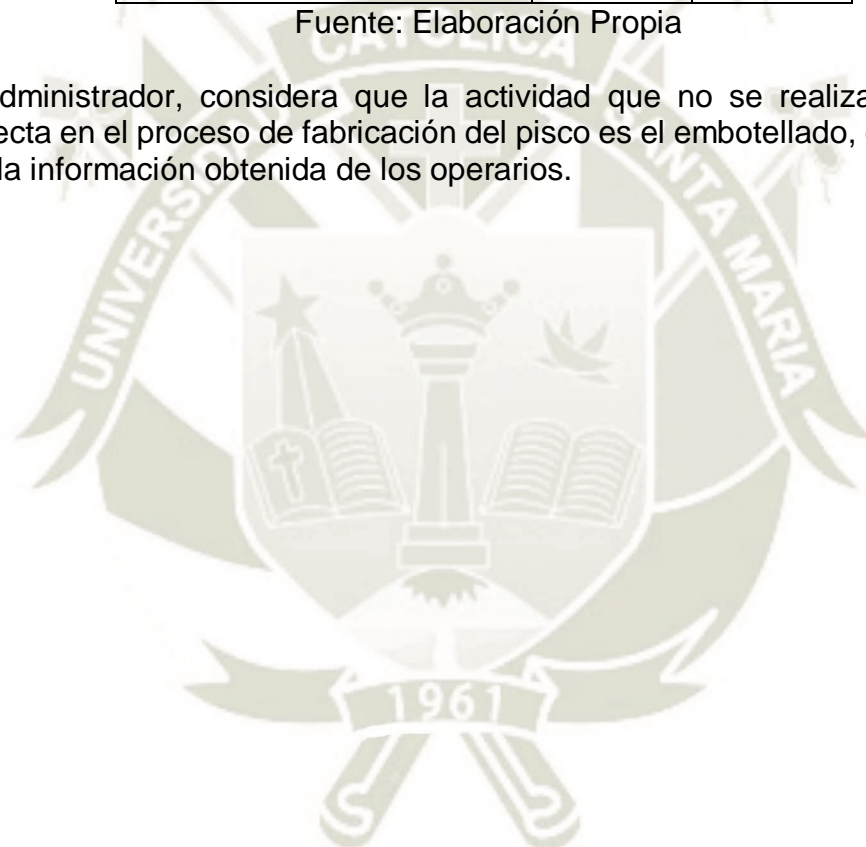 Fuente: Elaboración Propia
dministrador, considera que la actividad que no se realiza
ecta en el proceso de fabricación del pisco es el embotellado,
la información obtenida de los operarios.
UNIVERSIDAD CATÓLICA SANTA MARIA
1961